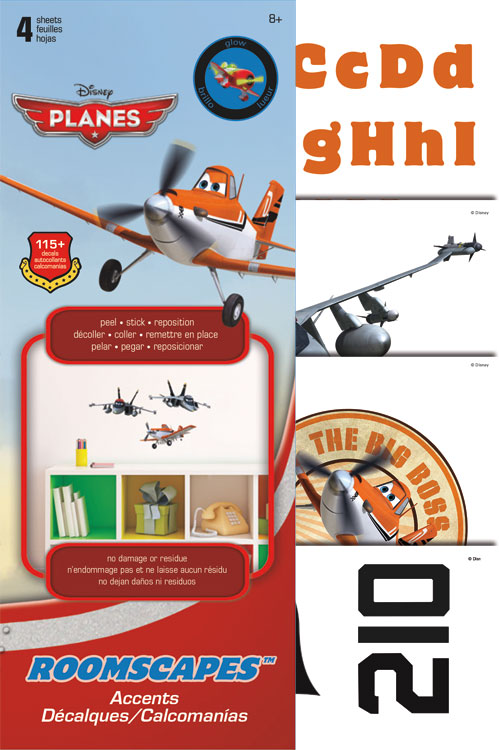 4 sheets
feuilles
hojas
8+
glow
brillo
lueur
Disney
PLANES
115+
decals
autocollants
calcomanías
peel • stick • reposition
décoller • coller • remettre en place
pelar • pegar • reposicionar
no damage or residue
n'endommage pas et ne laisse aucun résidu
no dejan daños ni residuos
ROOMSCAPES™
Accents
Décalques/Calcomanías
CcDd
gHhI
© Disney
© Disney
THE BIG BOSS
© Disn
210